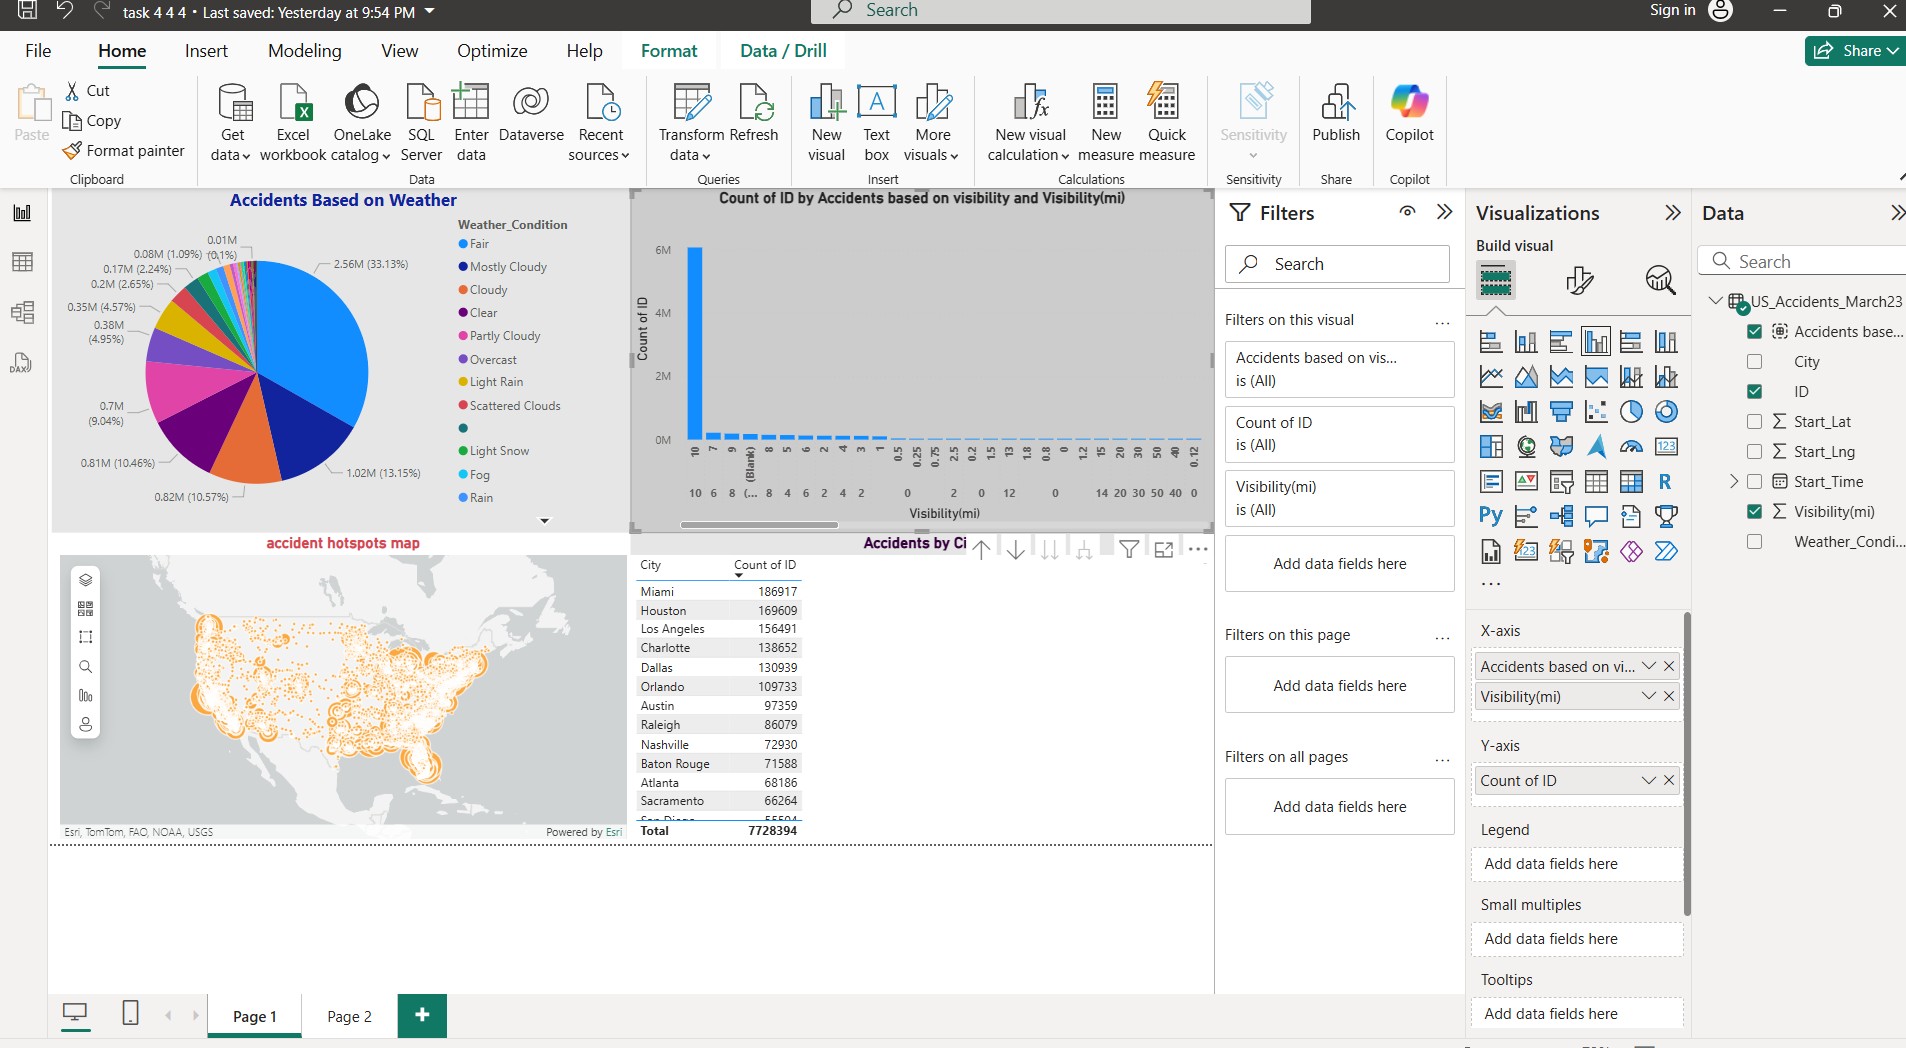 task 4 4 4 • Last saved: Yesterday at 9:54 PM
Search
Sign in
File Home Insert Modeling View Optimize Help Format Data / Drill
Share
Paste
Cut
Copy
Format painter
Clipboard
Get data
Excel workbook
OneLake catalog
SQL Server
Enter data
Dataverse
Recent sources
Data
Transform data
Refresh
Queries
New visual
Text box
More visuals
Insert
New visual calculation
New measure
Quick measure
Calculations
Sensitivity
Sensitivity
Publish
Share
Copilot
Copilot
Accidents Based on Weather
0.01M
(0.1%)
0.08M (1.09%)
0.17M (2.24%)
0.2M (2.65%)
0.35M (4.57%)
0.38M
(4.95%)
0.7M
(9.04%)
0.81M (10.46%)
0.82M (10.57%)
1.02M (13.15%)
2.56M (33.13%)
Weather_Condition
Fair
Mostly Cloudy
Cloudy
Clear
Partly Cloudy
Overcast
Light Rain
Scattered Clouds
Light Snow
Fog
Rain
Count of ID by Accidents based on visibility and Visibility(mi)
Count of ID
6M
4M
2M
0M
10 7 9 (Blank) 8 5 6 2 4 3 1 0.5 0.25 0.75 2.5 0.2 1.5 13 1.8 0.8 0 1.2 15 20 30 50 40 0.12
10 6 8 (... 8 4 6 2 4 2 0 2 0 12 0 14 20 30 50 40 0
Visibility(mi)
accident hotspots map
Esri, TomTom, FAO, NOAA, USGS
Powered by Esri
Accidents by Ci
City Count of ID
Miami 186917
Houston 169609
Los Angeles 156491
Charlotte 138652
Dallas 130939
Orlando 109733
Austin 97359
Raleigh 86079
Nashville 72930
Baton Rouge 71588
Atlanta 68186
Sacramento 66264
Total 7728394
Filters
Search
Filters on this visual
...
Accidents based on vis...
is (All)
Count of ID
is (All)
Visibility(mi)
is (All)
Add data fields here
Filters on this page
...
Add data fields here
Filters on all pages
...
Add data fields here
Visualizations
Build visual
123
R
Py
123
...
X-axis
Accidents based on vi...
Visibility(mi)
Y-axis
Count of ID
Legend
Add data fields here
Small multiples
Add data fields here
Tooltips
Add data fields here
Data
Search
US_Accidents_March23
Accidents base...
City
ID
Start_Lat
Start_Lng
Start_Time
Visibility(mi)
Weather_Condi...
DAX
Page 1
Page 2